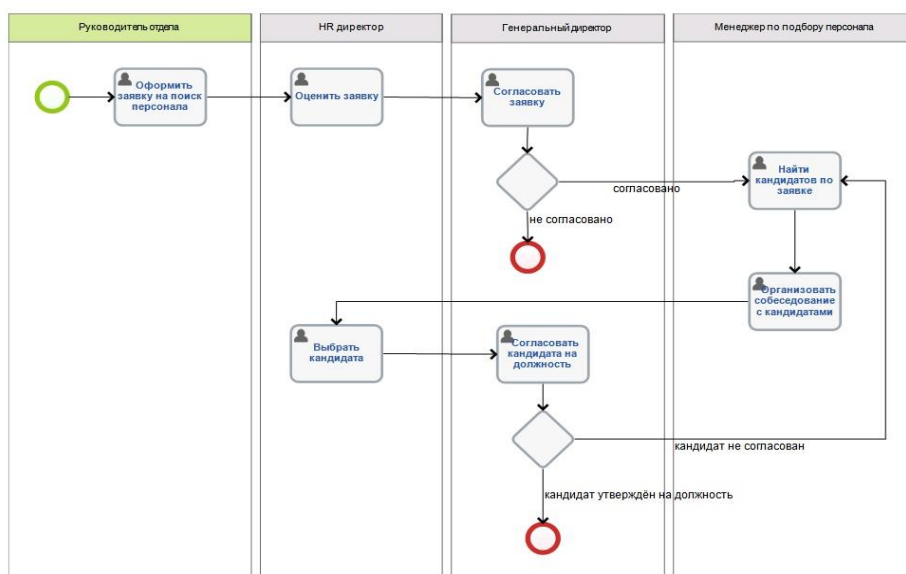 Руководитель отдела
HR директор
Генеральный директор
Менеджер по подбору персонала
Оформить
заявку на поиск
персонала
Оценить заявку
Согласовать
заявку
Найти
кандидатов по
заявке
согласовано
не согласовано
Организовать
собеседование
с кандидатами
Выбрать
кандидата
Согласовать
кандидата на
должность
кандидат не согласован
кандидат утверждён на должность